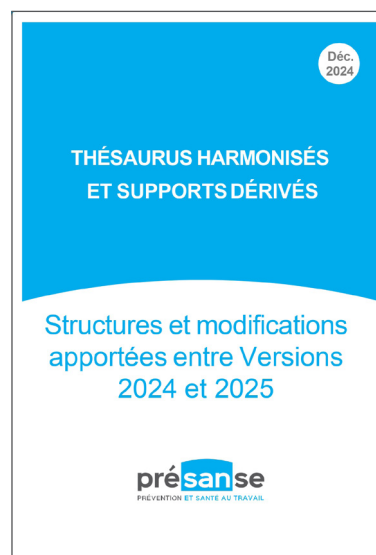 Déc.
2024
THÉSAURUS HARMONISÉS
ET SUPPORTS DÉRIVÉS
Structures et modifications
apportées entre Versions
2024 et 2025
présanse
PRÉVENTION ET SANTÉ AU TRAVAIL